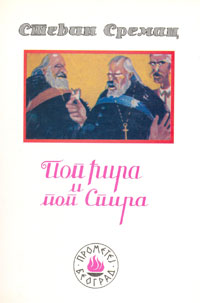 Стеван Сремац
Поп Ћира
и
поп Спира
ПРОМЕТЕЈ
БЕОГРАД